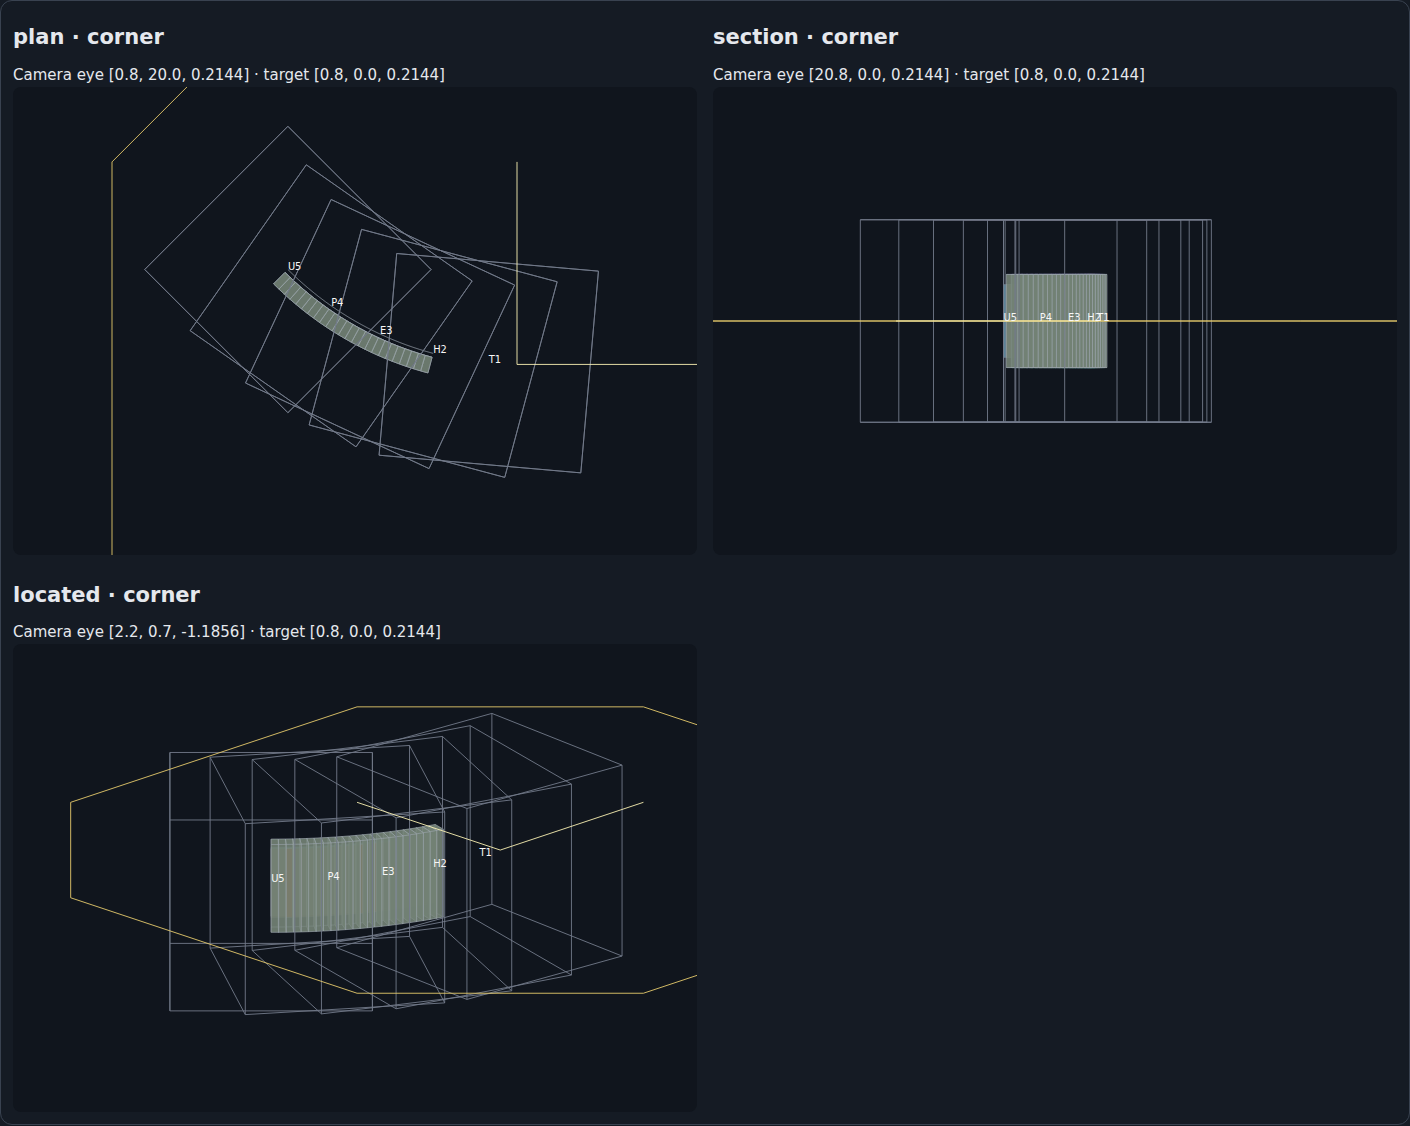 plan · corner
Camera eye [0.8, 20.0, 0.2144] · target [0.8, 0.0, 0.2144]
U5
P4
E3
H2
T1
section · corner
Camera eye [20.8, 0.0, 0.2144] · target [0.8, 0.0, 0.2144]
U5 P4 E3 H2 T1
located · corner
Camera eye [2.2, 0.7, -1.1856] · target [0.8, 0.0, 0.2144]
T1
H2
E3
P4
U5